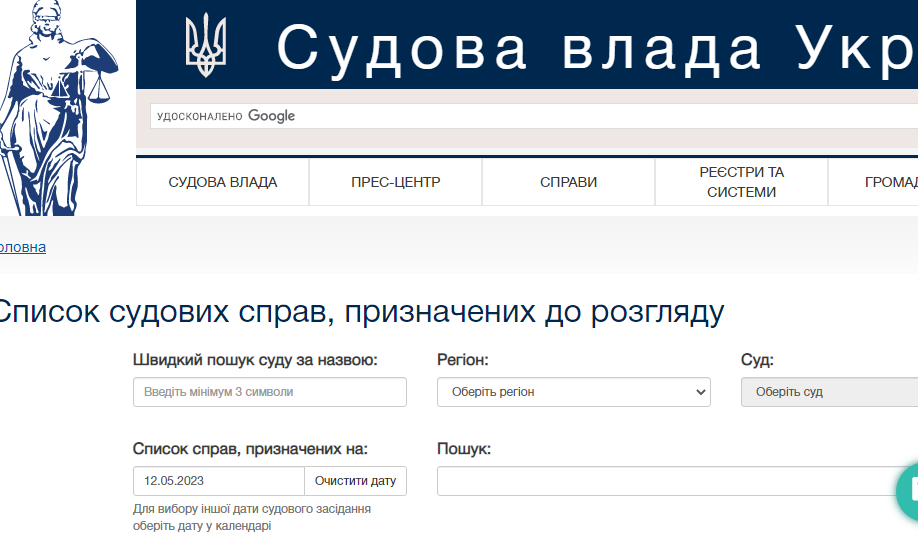 Судова влада Укр
УДОСКОНАЛЕНО Google
СУДОВА ВЛАДА
ПРЕС-ЦЕНТР
СПРАВИ
РЕЄСТРИ ТА
СИСТЕМИ
ГРОМАД
оловна
Список судових справ, призначених до розгляду
Швидкий пошук суду за назвою:
Регіон:
Суд:
Введіть мінімум 3 символи
Оберіть регіон
Оберіть суд
Список справ, призначених на:
Пошук:
12.05.2023
Очистити дату
Для вибору іншої дати судового засідання
оберіть дату у календарі